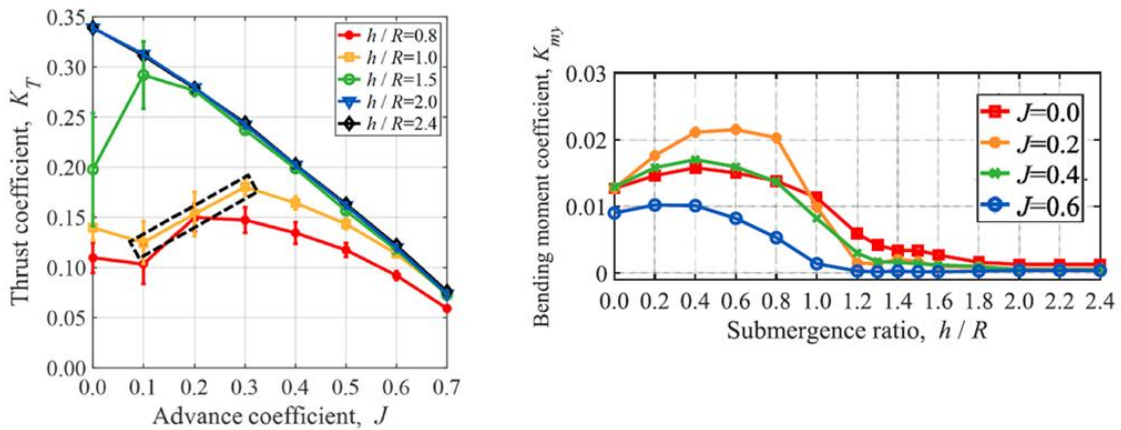 Thrust coefficient, K_T
0.35
0.30
0.25
0.20
0.15
0.10
0.05
0.00
h / R=0.8
h / R=1.0
h / R=1.5
h / R=2.0
h / R=2.4
0.0 0.1 0.2 0.3 0.4 0.5 0.6 0.7
Advance coefficient, J
Bending moment coefficient, K_my
0.03
0.02
0.01
0
J=0.0
J=0.2
J=0.4
J=0.6
0.0 0.2 0.4 0.6 0.8 1.0 1.2 1.4 1.6 1.8 2.0 2.2 2.4
Submergence ratio, h / R